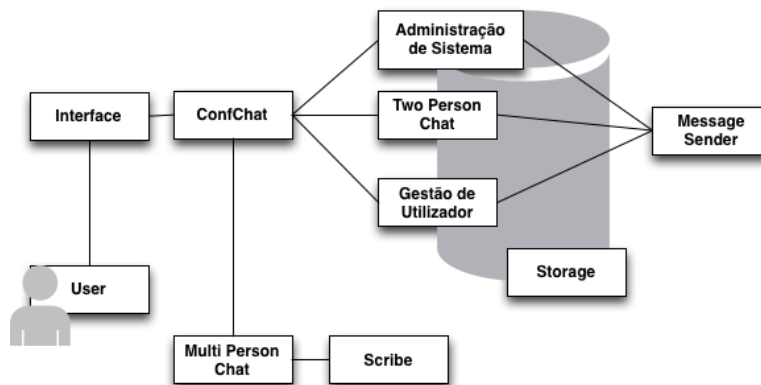 Administração
de Sistema
Interface
ConfChat
Two Person
Chat
Message
Sender
Gestão de
Utilizador
User
Storage
Multi Person
Chat
Scribe